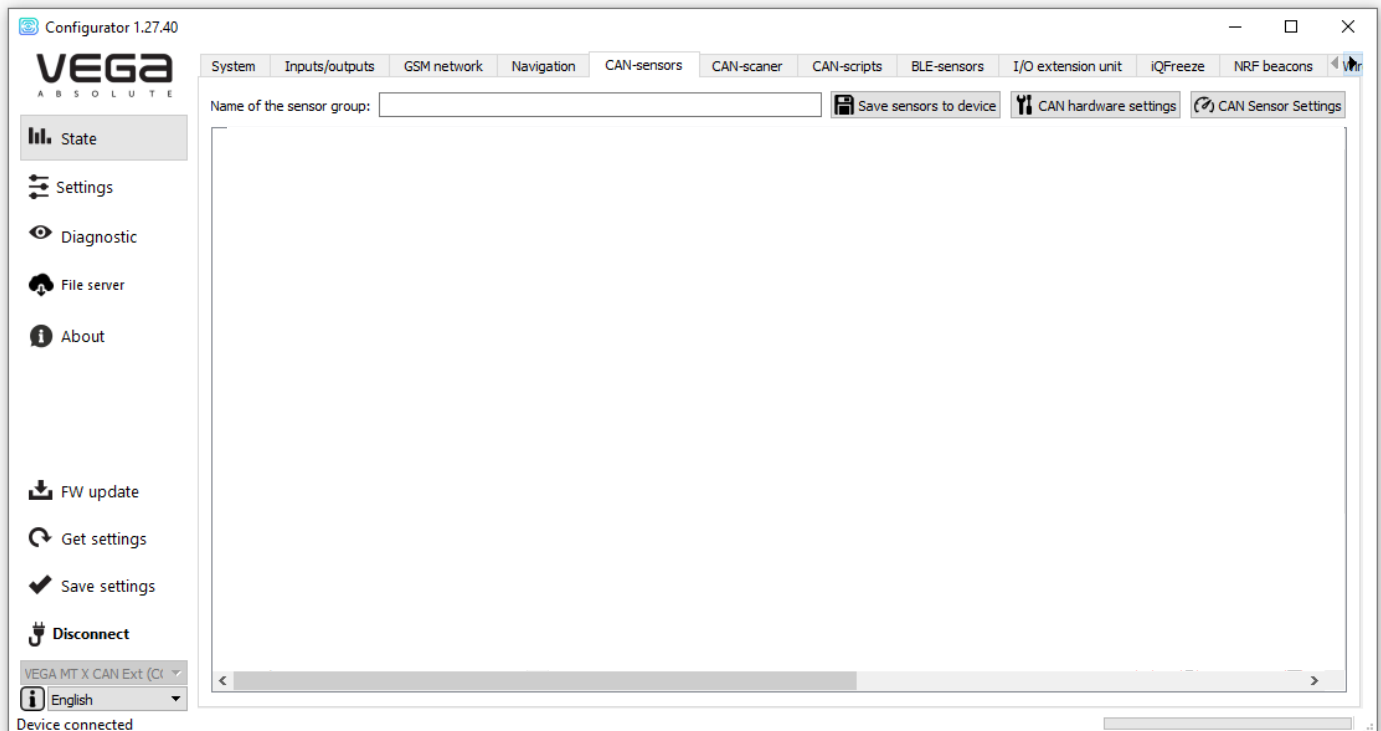 Configurator 1.27.40
VEGA
ABSOLUTE
System Inputs/outputs GSM network Navigation CAN-sensors CAN-scaner CAN-scripts BLE-sensors I/O extension unit iQFreeze NRF beacons
Name of the sensor group: Save sensors to device CAN hardware settings CAN Sensor Settings
State
Settings
Diagnostic
File server
About
FW update
Get settings
Save settings
Disconnect
VEGA MT X CAN Ext
English
Device connected